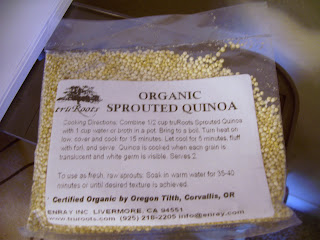 truRoots
ORGANIC
SPROUTED QUINOA
Cooking Directions: Combine 1/2 cup truRoots Sprouted Quinoa
with 1 cup water or broth in a pot. Bring to a boil. Turn heat on
low, cover and cook for 15 minutes. Let cool for 5 minutes, fluff
with fork and serve. Quinoa is cooked when each grain is
translucent and white germ is visible. Serves 2.
To use as fresh, raw sprouts: Soak in warm water for 35-40
minutes or until desired texture is achieved.
Certified Organic by Oregon Tilth, Corvallis, OR
ENRAY INC. LIVERMORE, CA 94551
www.truroots.com (925) 218-2205 info@enray.com